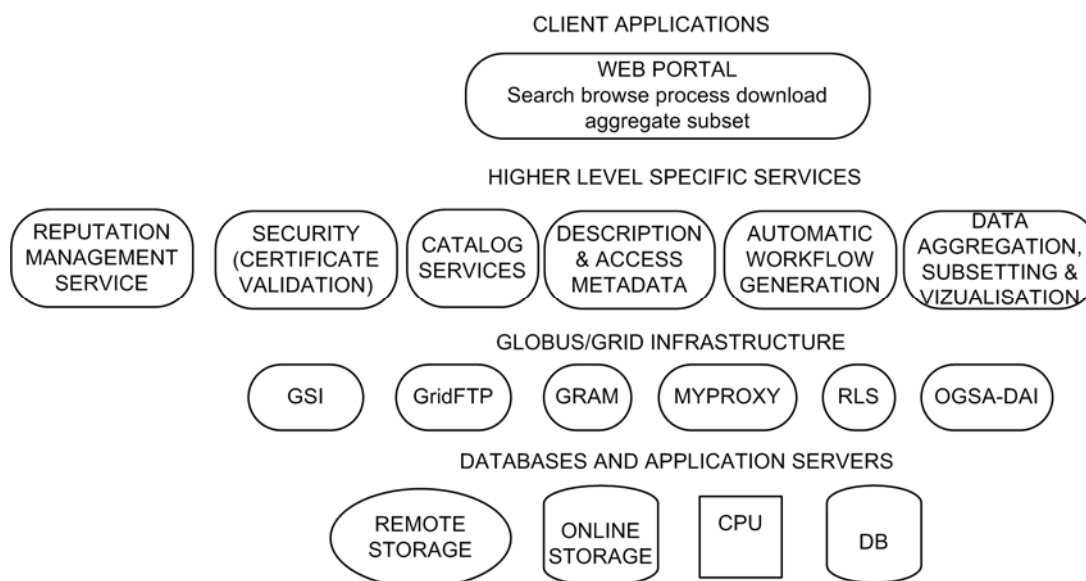 CLIENT APPLICATIONS
WEB PORTAL
Search browse process download
aggregate subset
HIGHER LEVEL SPECIFIC SERVICES
REPUTATION
MANAGEMENT
SERVICE
SECURITY
(CERTIFICATE
VALIDATION)
CATALOG
SERVICES
DESCRIPTION
& ACCESS
METADATA
AUTOMATIC
WORKFLOW
GENERATION
DATA
AGGREGATION,
SUBSETTING &
VIZUALISATION
GLOBUS/GRID INFRASTRUCTURE
GSI
GridFTP
GRAM
MYPROXY
RLS
OGSA-DAI
DATABASES AND APPLICATION SERVERS
REMOTE
STORAGE
ONLINE
STORAGE
CPU
DB